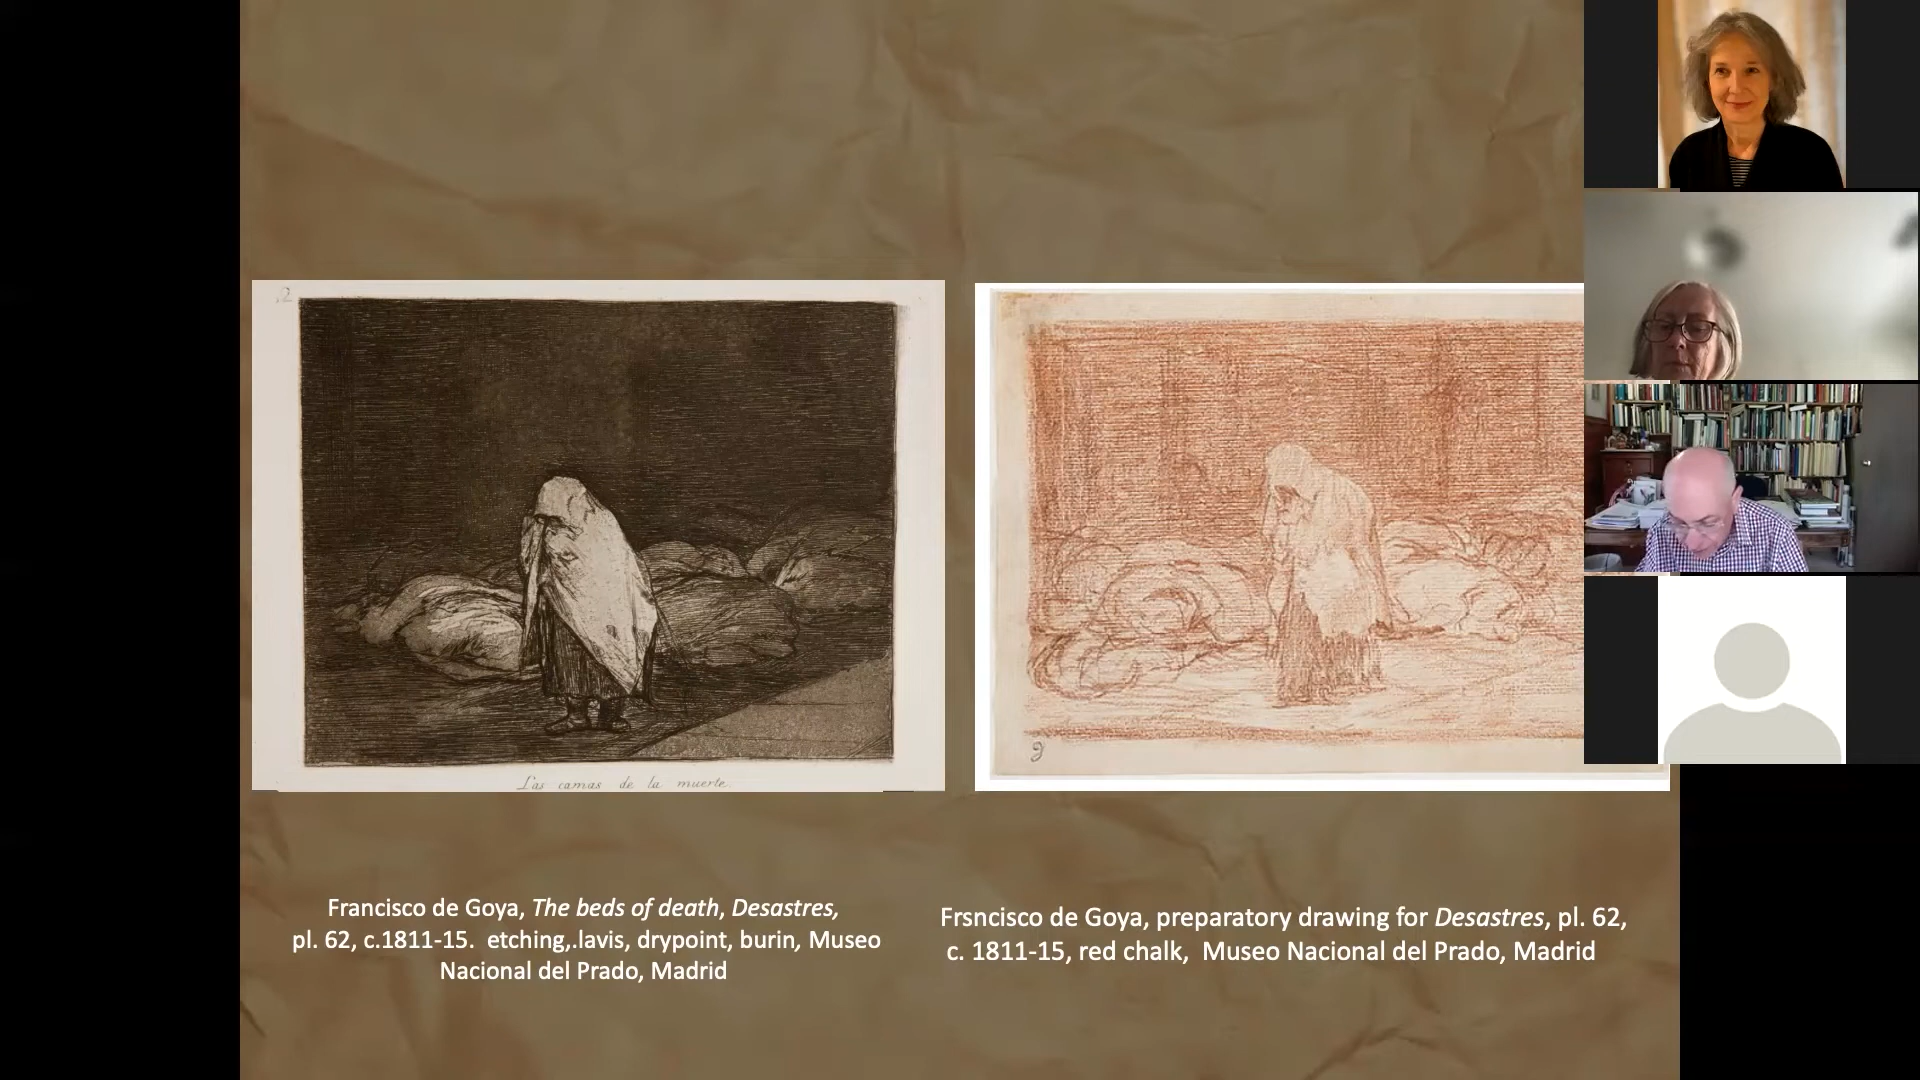 Las camas de la muerte.
Francisco de Goya, The beds of death, Desastres,
pl. 62, c.1811-15.  etching,.lavis, drypoint, burin, Museo
Nacional del Prado, Madrid
9
Frsncisco de Goya, preparatory drawing for Desastres, pl. 62,
c. 1811-15, red chalk,  Museo Nacional del Prado, Madrid